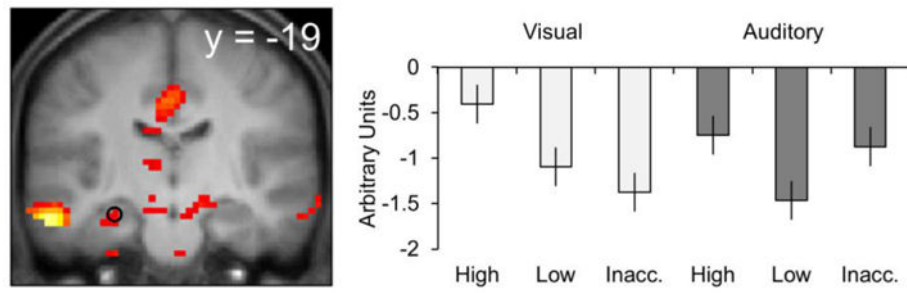 y = -19
Visual Auditory
Arbitrary Units
0
-0.5
-1
-1.5
-2
High Low Inacc. High Low Inacc.